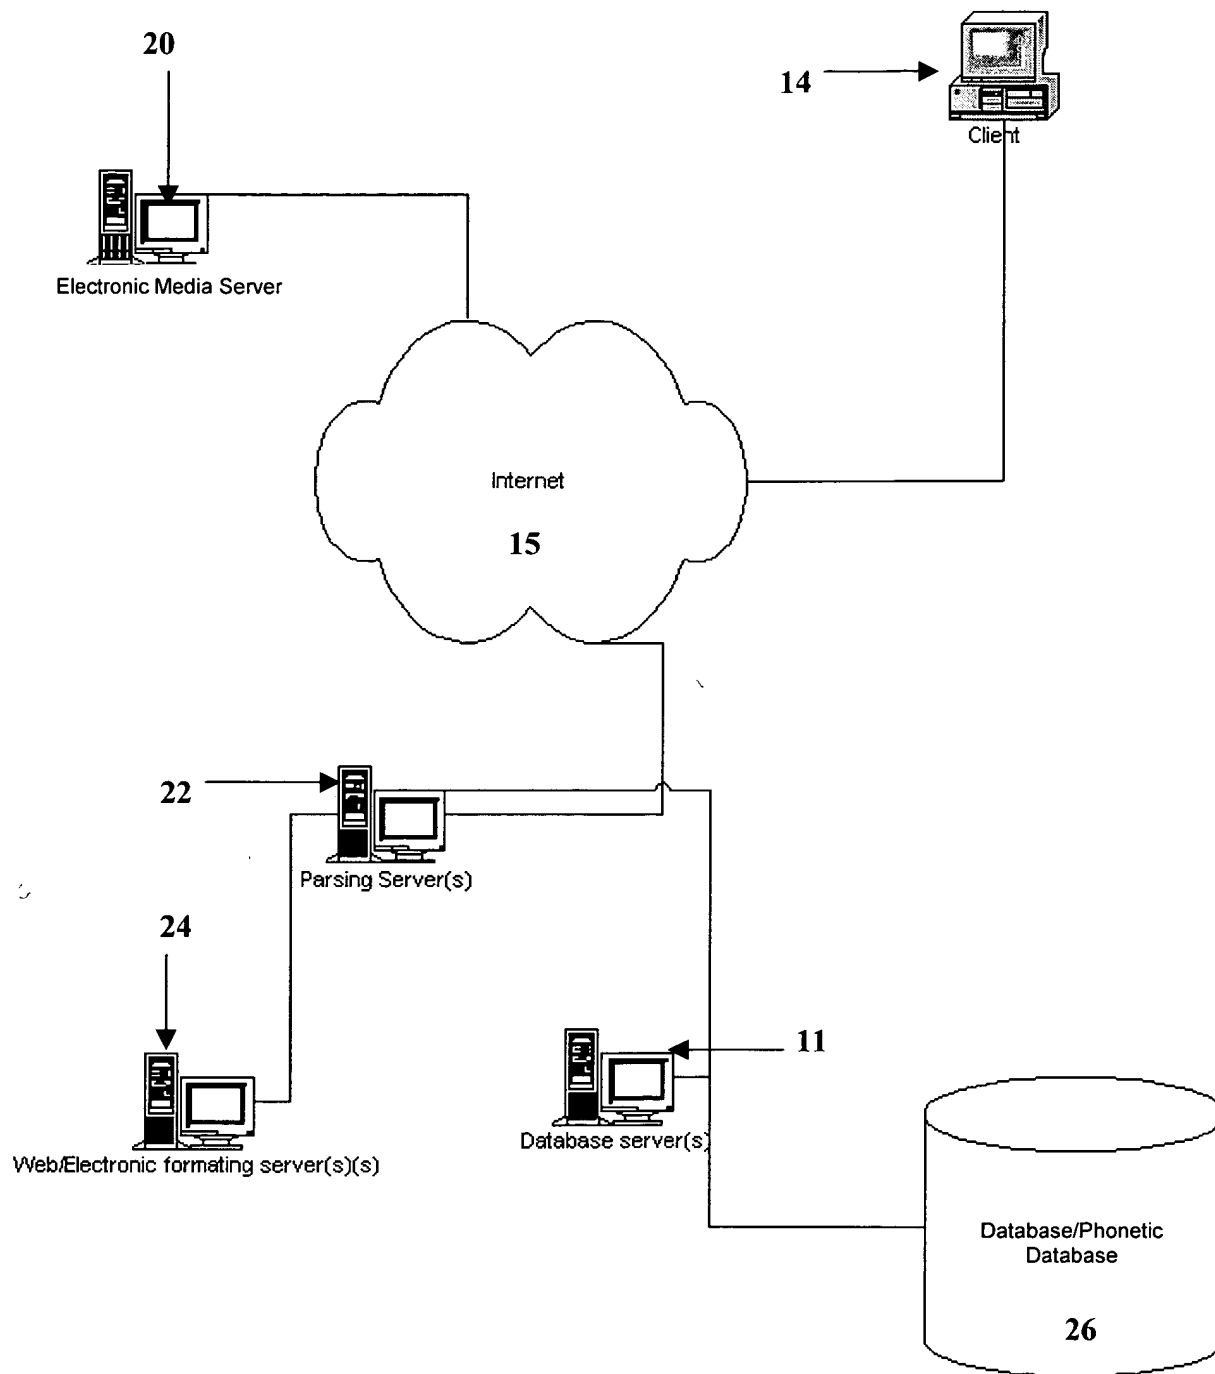 20
14
Client
Electronic Media Server
Internet
15
22
Parsing Server(s)
24
11
Database server(s)
Web/Electronic formating server(s)(s)
Database/Phonetic
Database
26